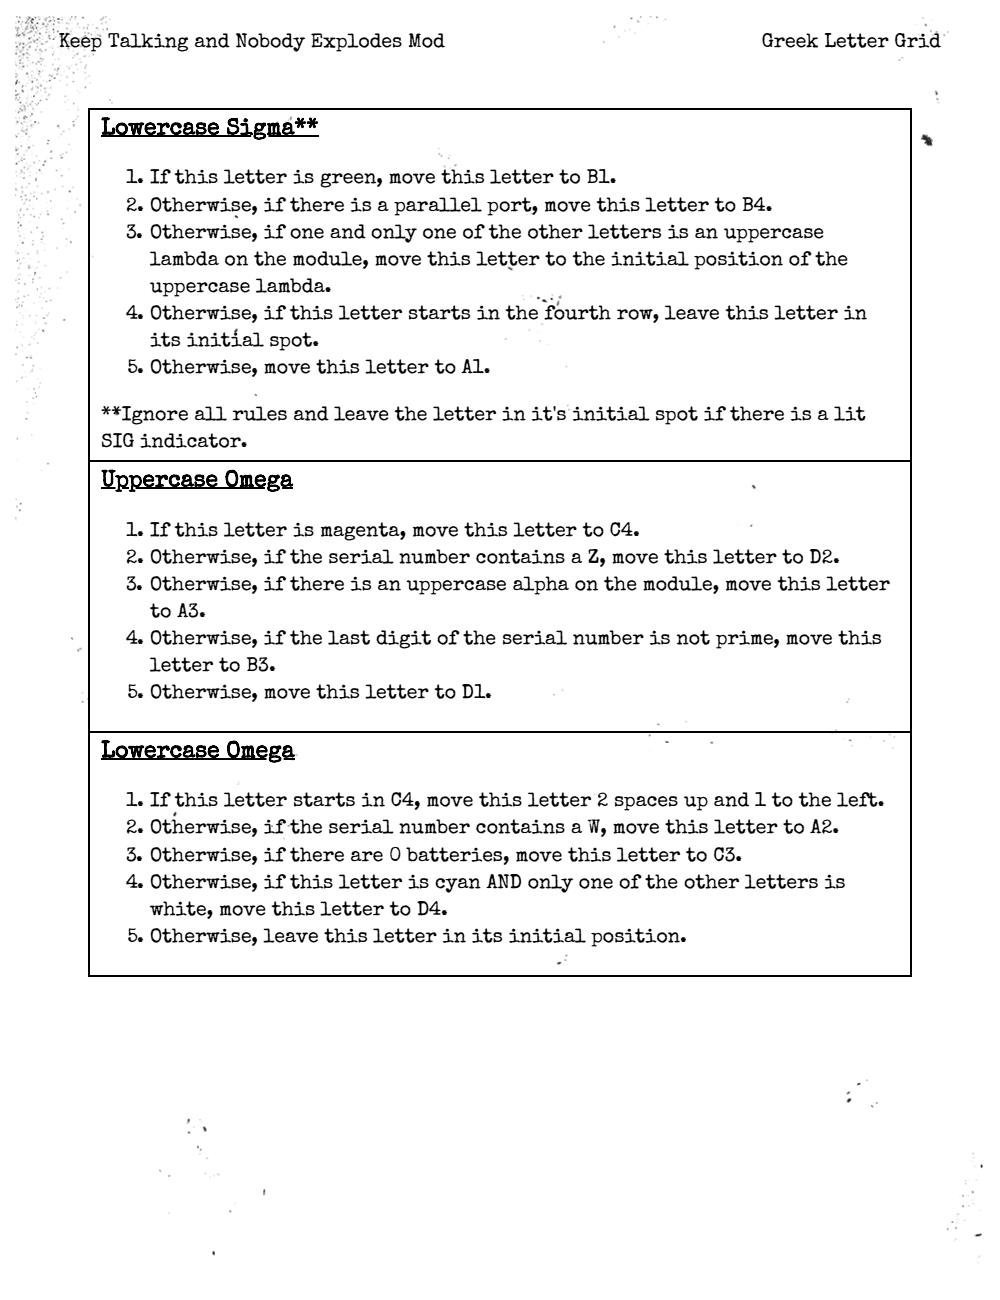 Keep Talking and Nobody Explodes Mod
Greek Letter Grid
Lowercase Sigma**
1. If this letter is green, move this letter to B1.
2. Otherwise, if there is a parallel port, move this letter to B4.
3. Otherwise, if one and only one of the other letters is an uppercase
lambda on the module, move this letter to the initial position of the
uppercase lambda.
4. Otherwise, if this letter starts in the fourth row, leave this letter in
its initial spot.
5. Otherwise, move this letter to A1.
**Ignore all rules and leave the letter in it's initial spot if there is a lit
SIG indicator.
Uppercase Omega
1. If this letter is magenta, move this letter to C4.
2. Otherwise, if the serial number contains a Z, move this letter to D2.
3. Otherwise, if there is an uppercase alpha on the module, move this letter
to A3.
4. Otherwise, if the last digit of the serial number is not prime, move this
letter to B3.
5. Otherwise, move this letter to D1.
Lowercase Omega
1. If this letter starts in C4, move this letter 2 spaces up and 1 to the left.
2. Otherwise, if the serial number contains a W, move this letter to A2.
3. Otherwise, if there are 0 batteries, move this letter to C3.
4. Otherwise, if this letter is cyan AND only one of the other letters is
white, move this letter to D4.
5. Otherwise, leave this letter in its initial position.